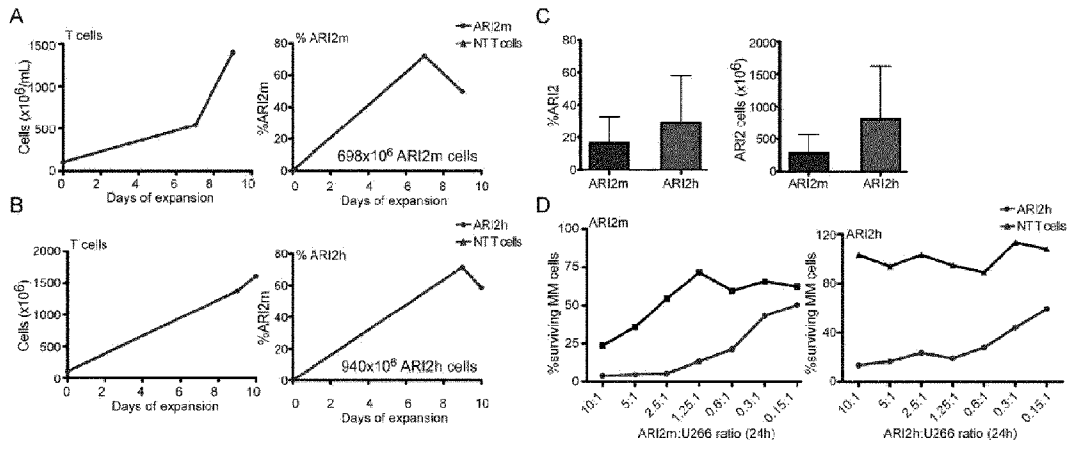 A
T cells
Cells (x10⁶/mL)
1500
1000
500
0
0 2 4 6 8 10
Days of expansion
% ARI2m
%ARI2m
80
60
40
20
0
698x10⁶ ARI2m cells
0 2 4 6 8 10
Days of expansion
ARI2m
NT T cells
B
T cells
Cells (x10⁶)
2000
1500
1000
500
0
0 2 4 6 8 10
Days of expansion
% ARI2h
%ARI2m
80
60
40
20
0
940x10⁶ ARI2h cells
0 2 4 6 8 10
Days of expansion
ARI2h
NT T cells
C
%ARI2
80
60
40
20
0
ARI2m ARI2h
ARI2 cells (x10⁶)
2000
1500
1000
500
0
ARI2m ARI2h
D
ARI2m
%surviving MM cells
100
75
50
25
0
10:1 5:1 2.5:1 1.25:1 0.6:1 0.3:1 0.15:1
ARI2m:U266 ratio (24h)
ARI2h
NT T cells
ARI2h
%surviving MM cells
120
80
40
0
10:1 5:1 2.5:1 1.25:1 0.6:1 0.3:1 0.15:1
ARI2h:U266 ratio (24h)